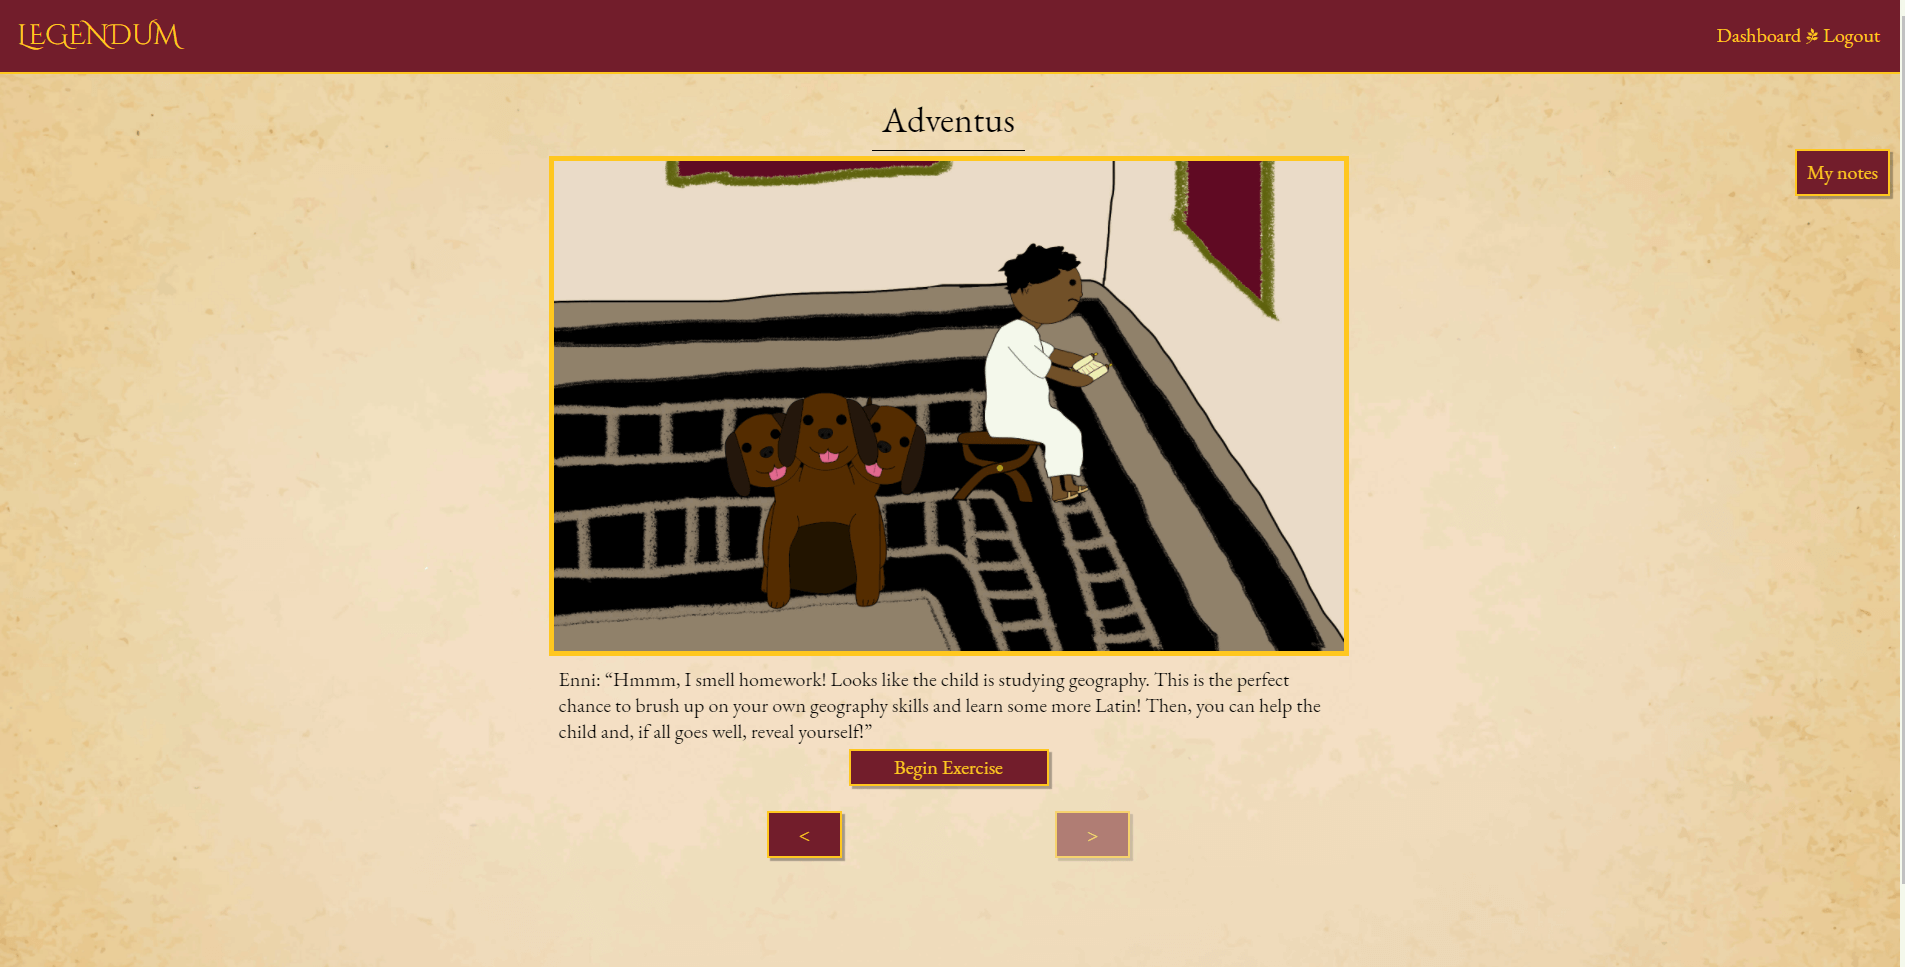 LEGENDUM
Dashboard Logout
Adventus
My notes
Enni: “Hmmm, I smell homework! Looks like the child is studying geography. This is the perfect
chance to brush up on your own geography skills and learn some more Latin! Then, you can help the
child and, if all goes well, reveal yourself!”
Begin Exercise
< >